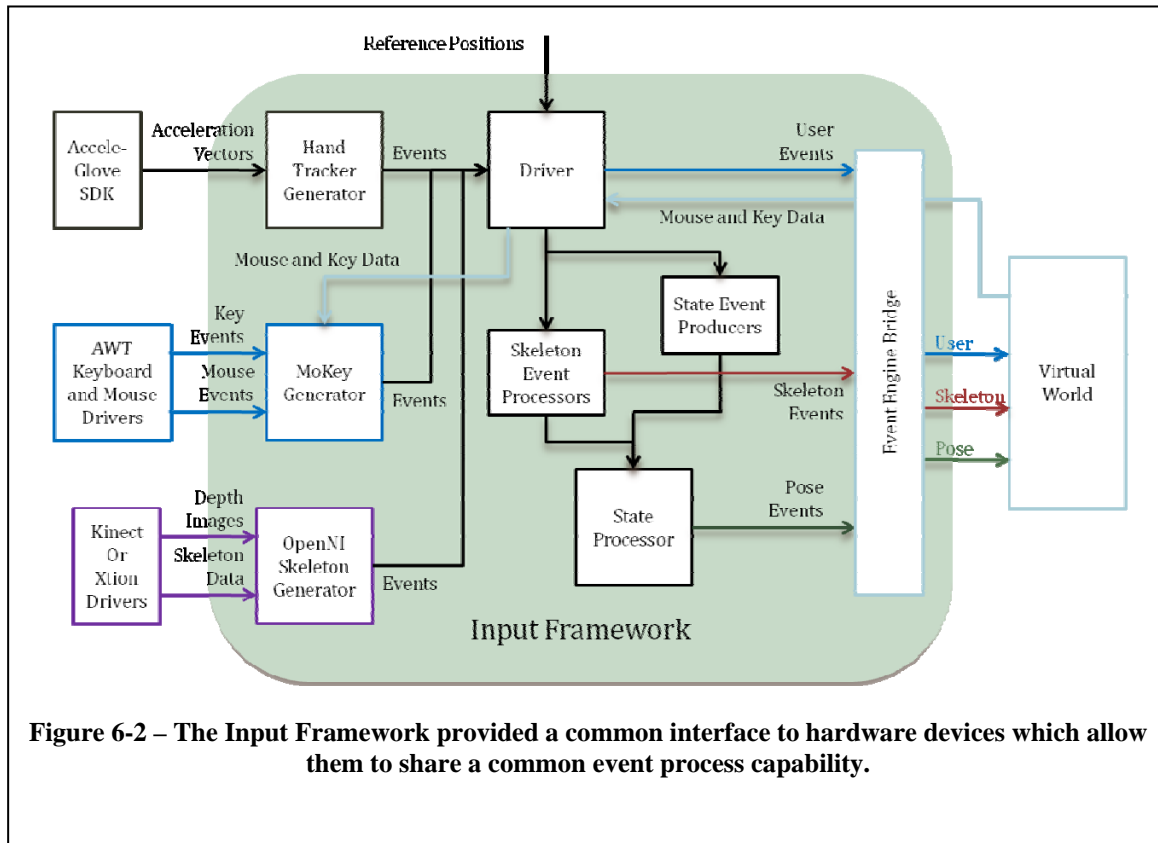 Reference Positions
Accele-
Glove
SDK
Acceleration
Vectors
Hand
Tracker
Generator
Events
Driver
User
Events
Mouse and Key Data
Mouse and Key Data
Key
Events
Mouse
Events
AWT
Keyboard
and Mouse
Drivers
MoKey
Generator
Events
State Event
Producers
Skeleton
Event
Processors
Skeleton
Events
Event Engine Bridge
User
Skeleton
Pose
Virtual
World
Depth
Images
Skeleton
Data
Kinect
Or
Xtion
Drivers
OpenNI
Skeleton
Generator
Events
State
Processor
Pose
Events
Input Framework
Figure 6-2 – The Input Framework provided a common interface to hardware devices which allow
them to share a common event process capability.